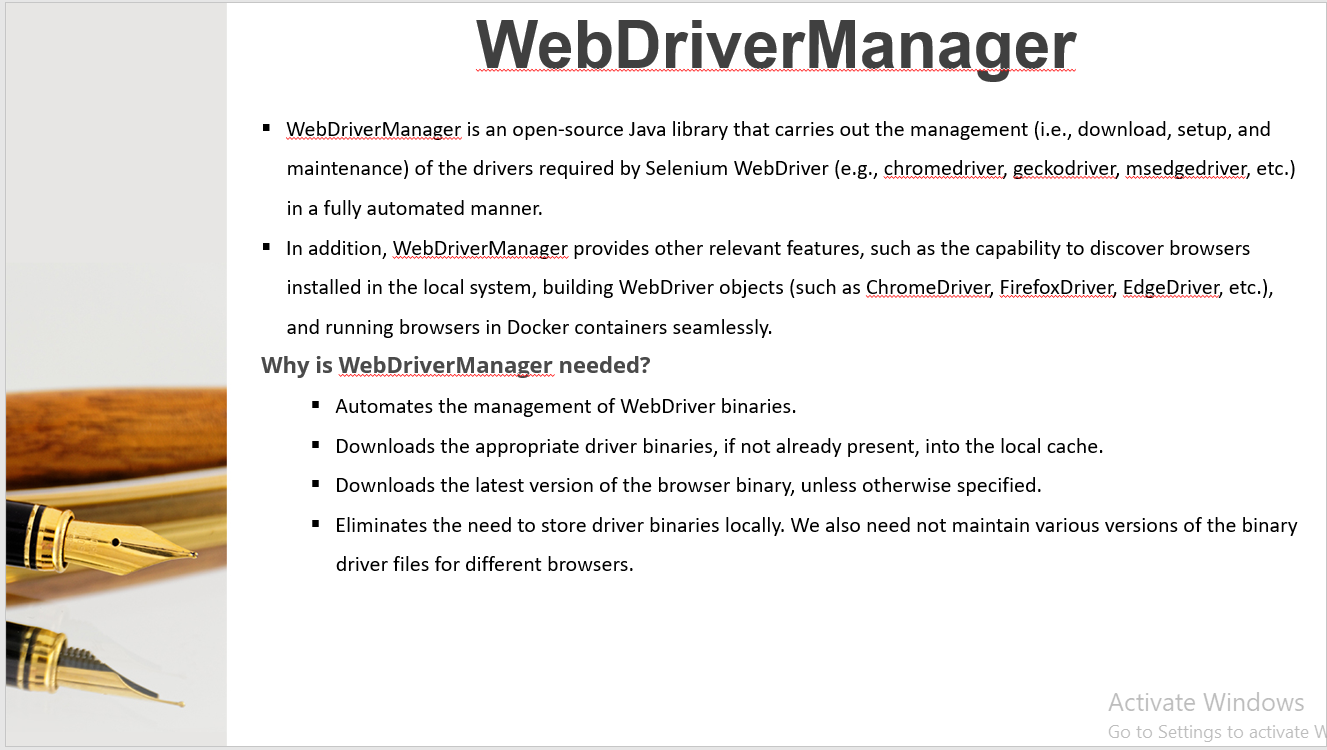 WebDriverManager
▪ WebDriverManager is an open-source Java library that carries out the management (i.e., download, setup, and
maintenance) of the drivers required by Selenium WebDriver (e.g., chromedriver, geckodriver, msedgedriver, etc.)
in a fully automated manner.
▪ In addition, WebDriverManager provides other relevant features, such as the capability to discover browsers
installed in the local system, building WebDriver objects (such as ChromeDriver, FirefoxDriver, EdgeDriver, etc.),
and running browsers in Docker containers seamlessly.
Why is WebDriverManager needed?
▪ Automates the management of WebDriver binaries.
▪ Downloads the appropriate driver binaries, if not already present, into the local cache.
▪ Downloads the latest version of the browser binary, unless otherwise specified.
▪ Eliminates the need to store driver binaries locally. We also need not maintain various versions of the binary
driver files for different browsers.
Activate Windows
Go to Settings to activate W